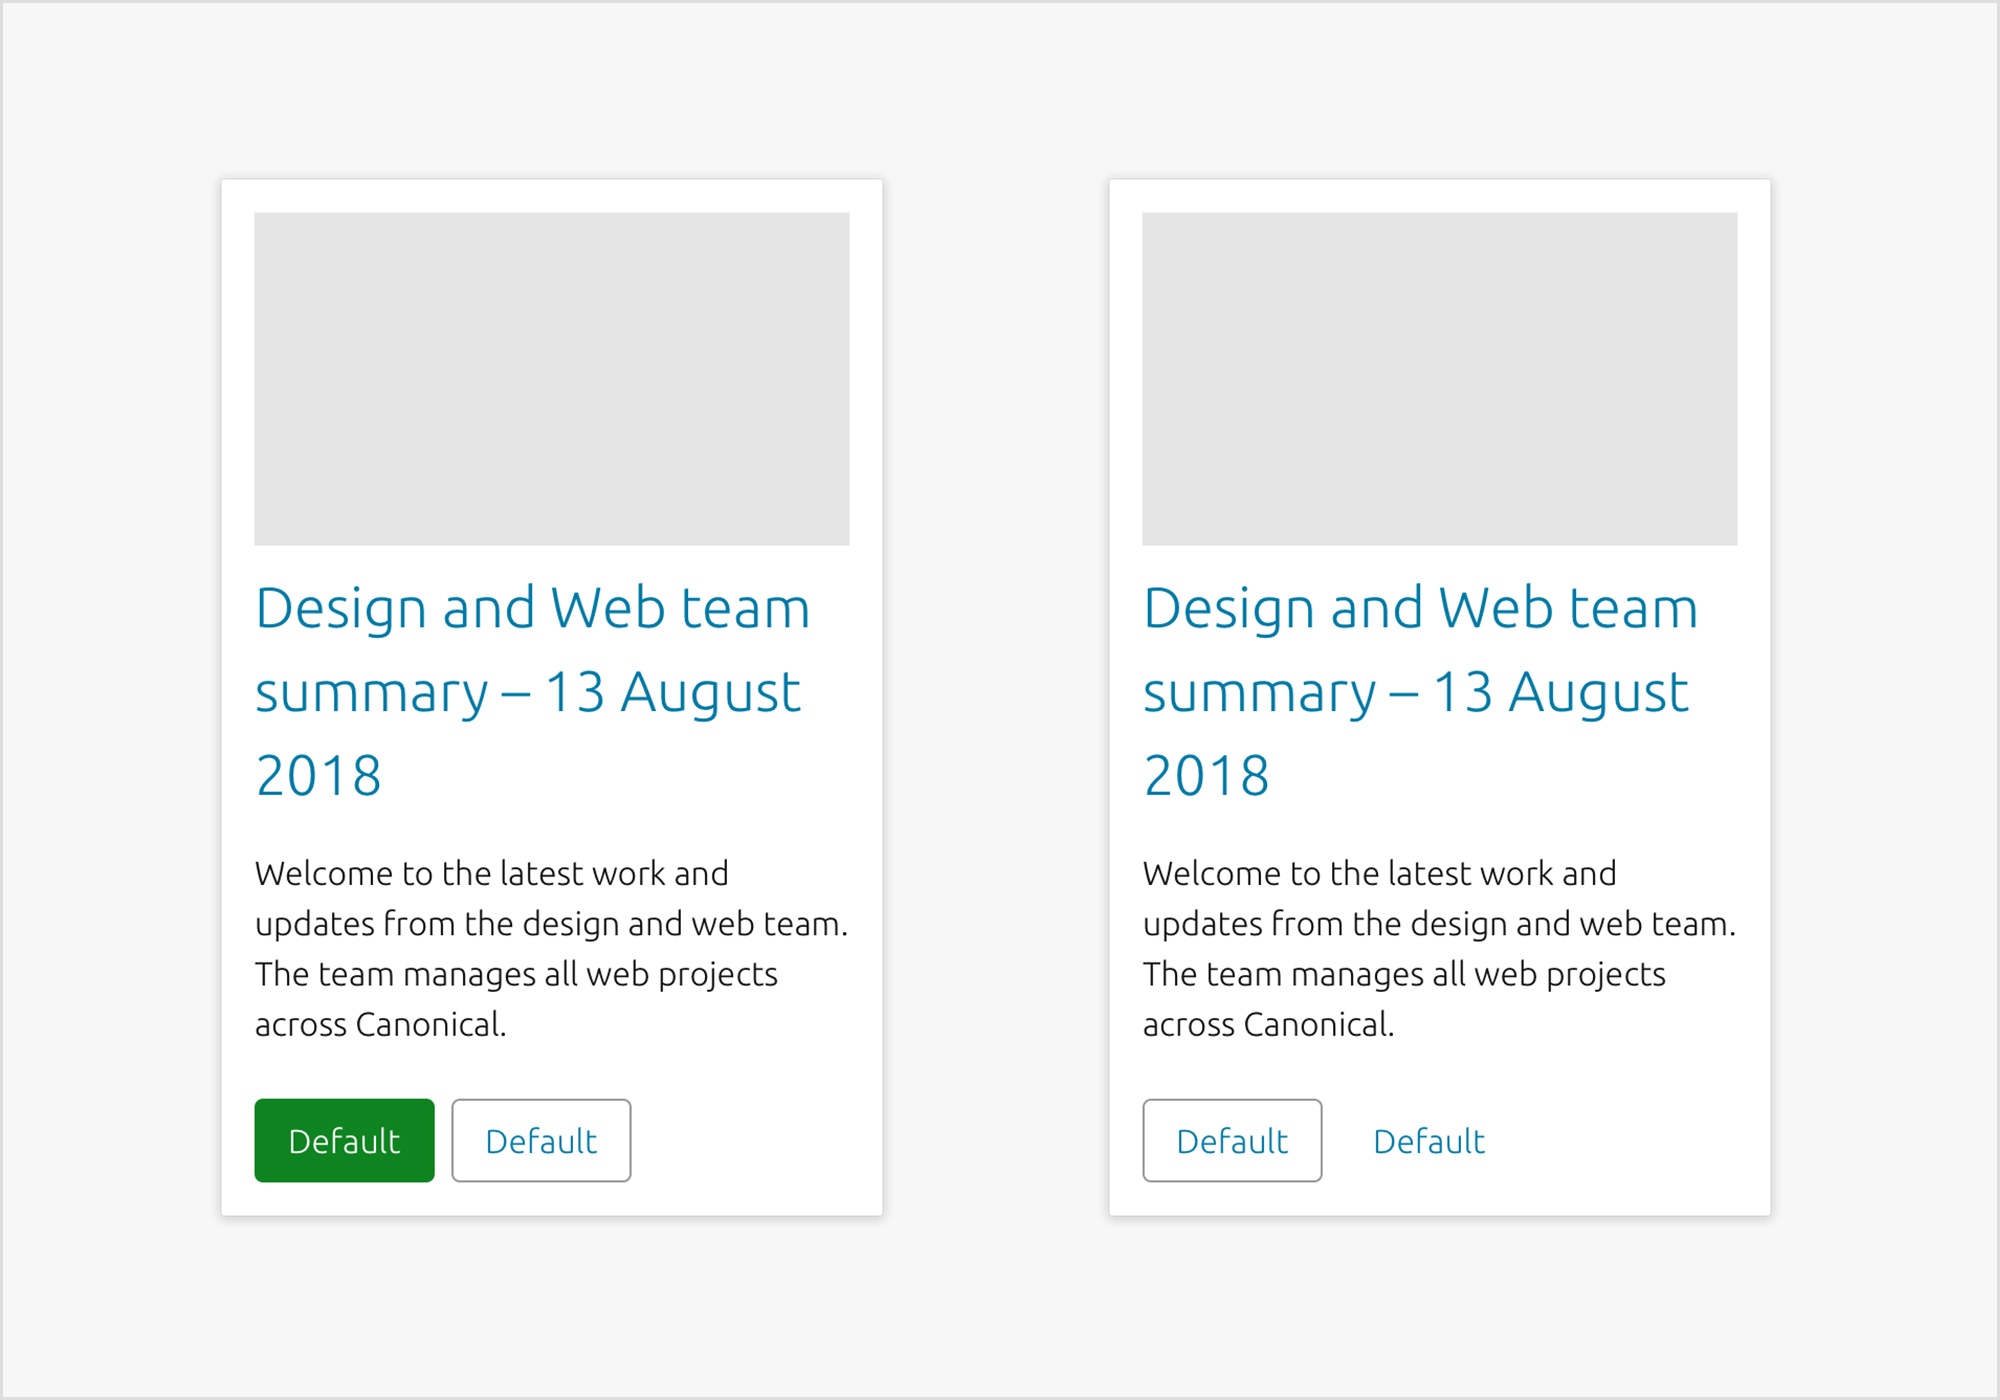 Design and Web team
summary – 13 August
2018
Welcome to the latest work and
updates from the design and web team.
The team manages all web projects
across Canonical.
Default
Default
Design and Web team
summary – 13 August
2018
Welcome to the latest work and
updates from the design and web team.
The team manages all web projects
across Canonical.
Default
Default